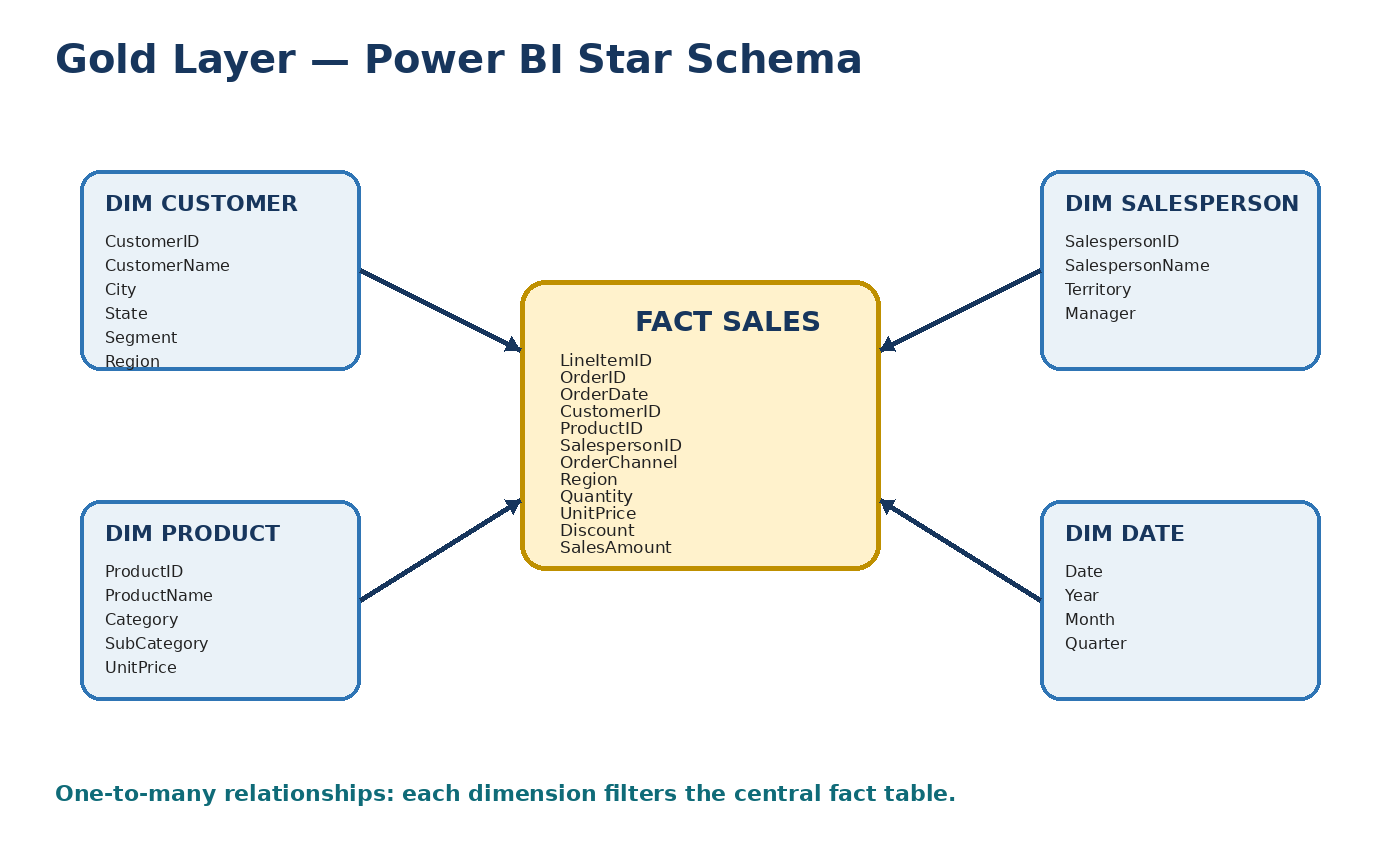 Gold Layer — Power BI Star Schema
DIM CUSTOMER
CustomerID
CustomerName
City
State
Segment
Region
DIM SALESPERSON
SalespersonID
SalespersonName
Territory
Manager
FACT SALES
LineItemID
OrderID
OrderDate
CustomerID
ProductID
SalespersonID
OrderChannel
Region
Quantity
UnitPrice
Discount
SalesAmount
DIM PRODUCT
ProductID
ProductName
Category
SubCategory
UnitPrice
DIM DATE
Date
Year
Month
Quarter
One-to-many relationships: each dimension filters the central fact table.